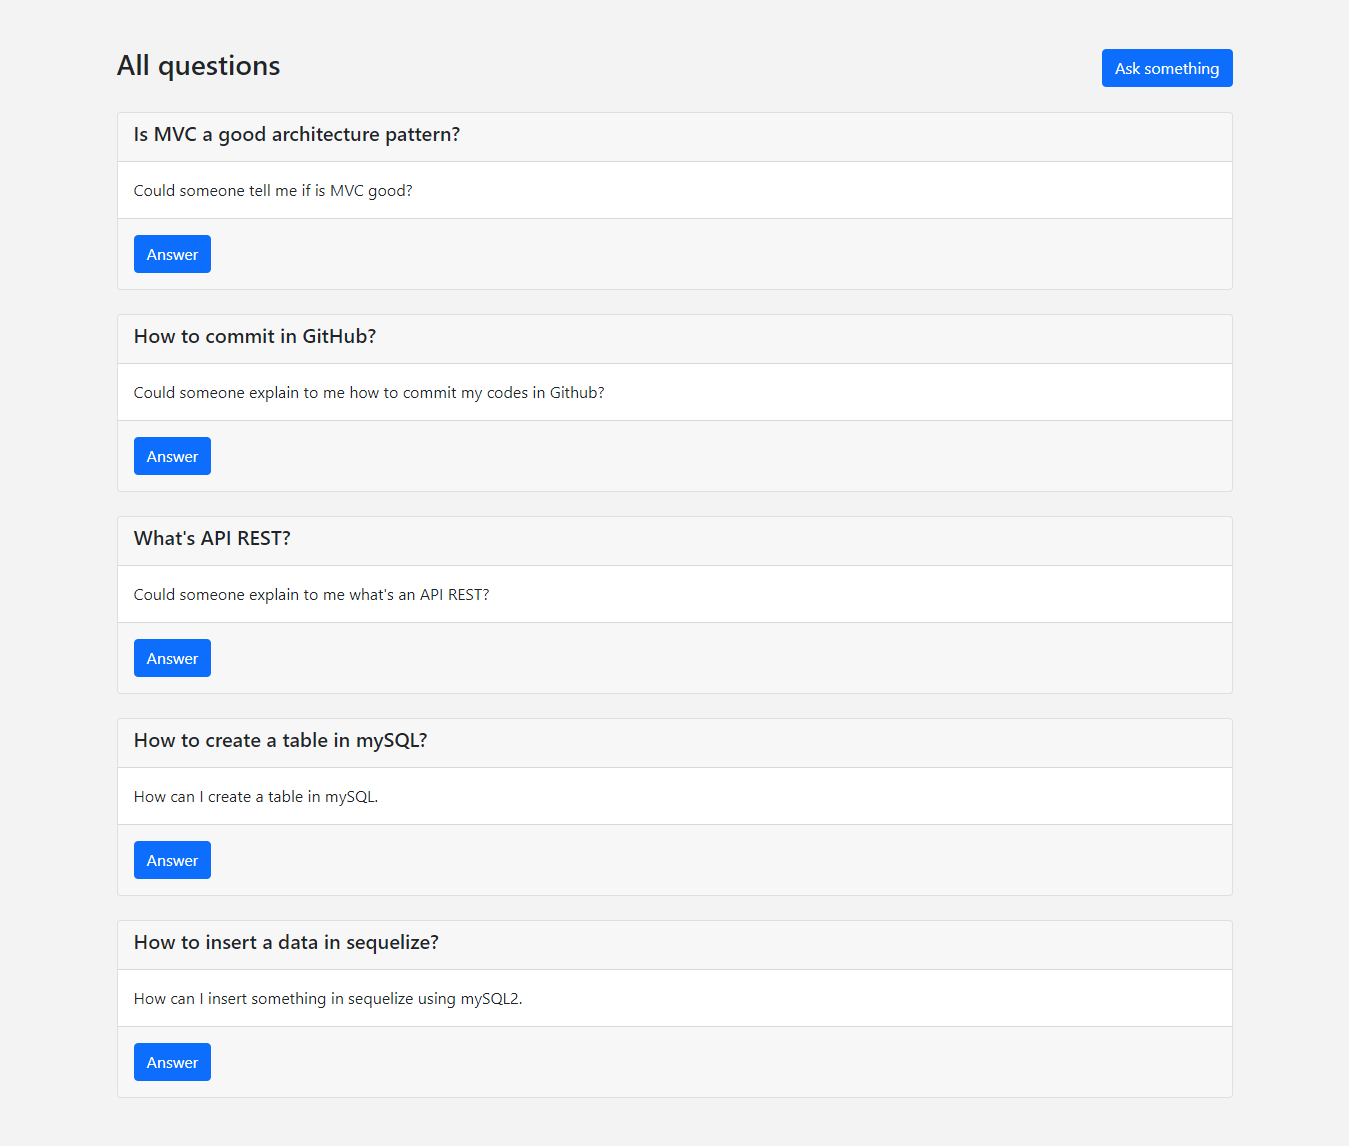 All questions
Ask something
Is MVC a good architecture pattern?
Could someone tell me if is MVC good?
Answer
How to commit in GitHub?
Could someone explain to me how to commit my codes in Github?
Answer
What's API REST?
Could someone explain to me what's an API REST?
Answer
How to create a table in mySQL?
How can I create a table in mySQL.
Answer
How to insert a data in sequelize?
How can I insert something in sequelize using mySQL2.
Answer